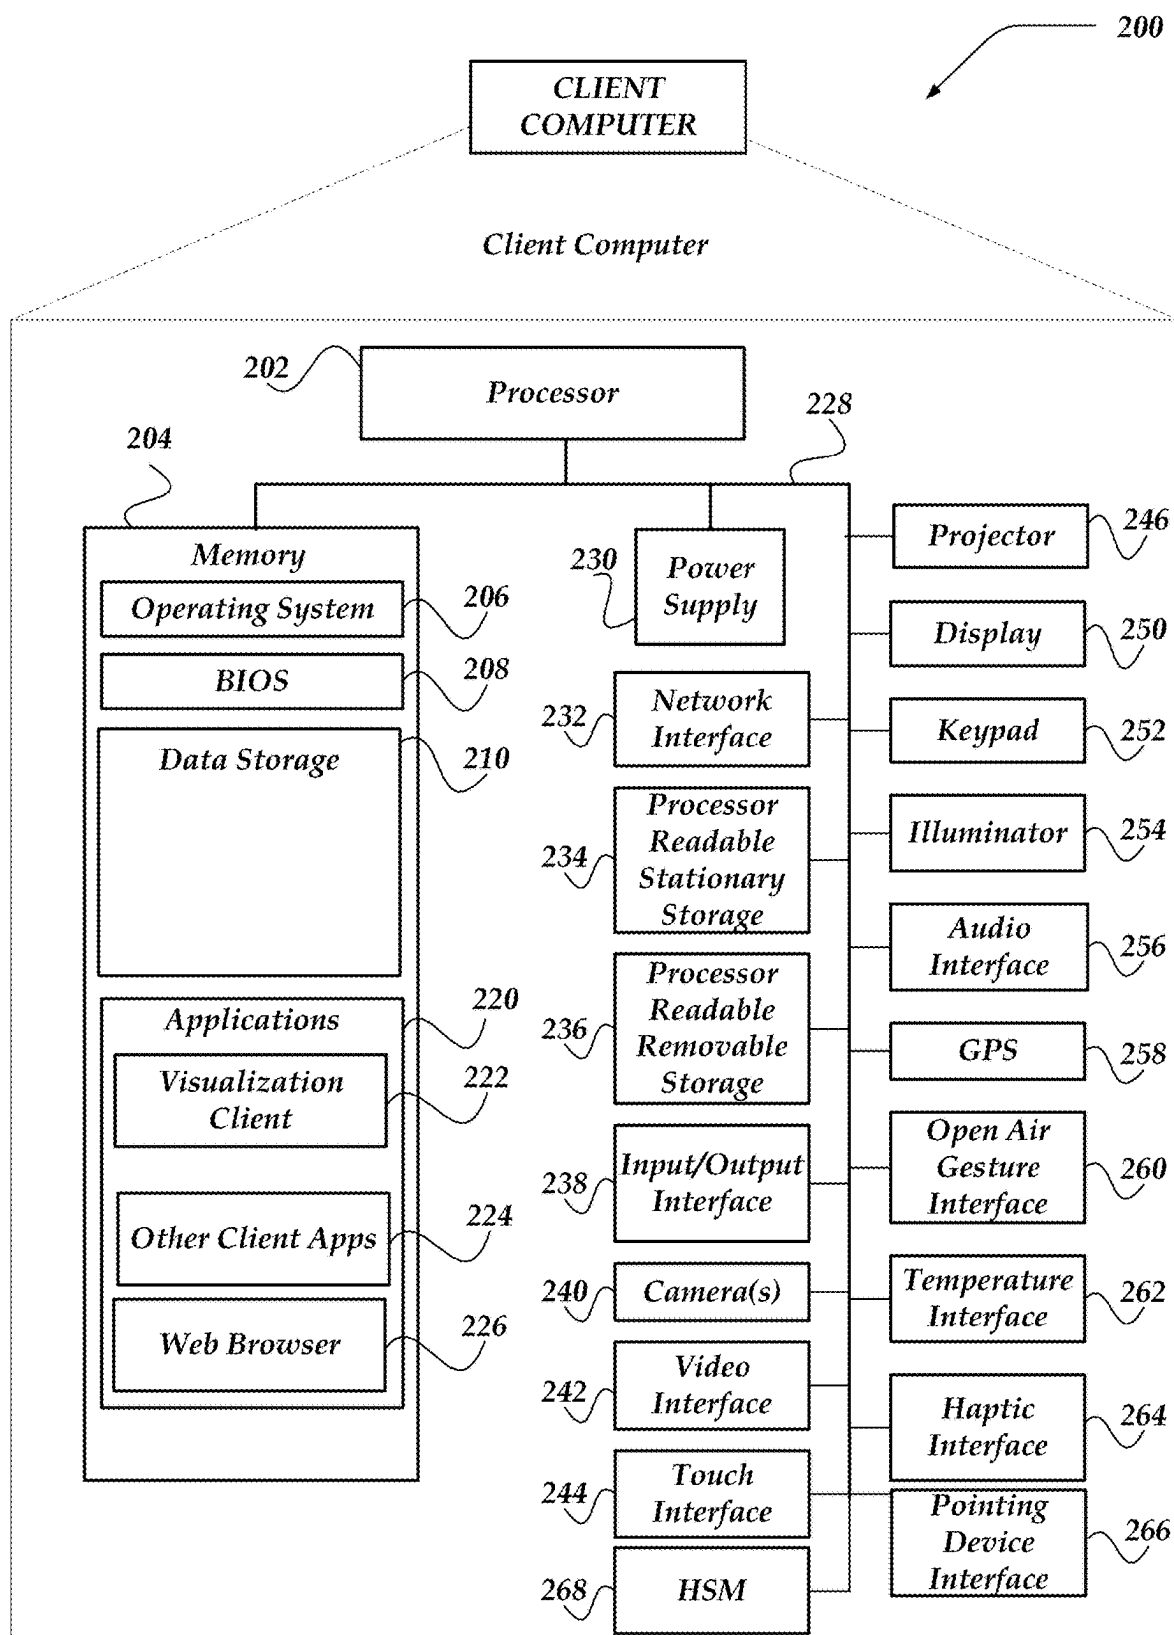 200
CLIENT
COMPUTER
Client Computer
202
Processor
228
204
Memory
Operating System
206
BIOS
208
Data Storage
210
Applications
220
Visualization
Client
222
Other Client Apps
224
Web Browser
226
230
Power
Supply
232
Network
Interface
234
Processor
Readable
Stationary
Storage
236
Processor
Readable
Removable
Storage
238
Input/Output
Interface
240
Camera(s)
242
Video
Interface
244
Touch
Interface
268
HSM
Projector
246
Display
250
Keypad
252
Illuminator
254
Audio
Interface
256
GPS
258
Open Air
Gesture
Interface
260
Temperature
Interface
262
Haptic
Interface
264
Pointing
Device
Interface
266